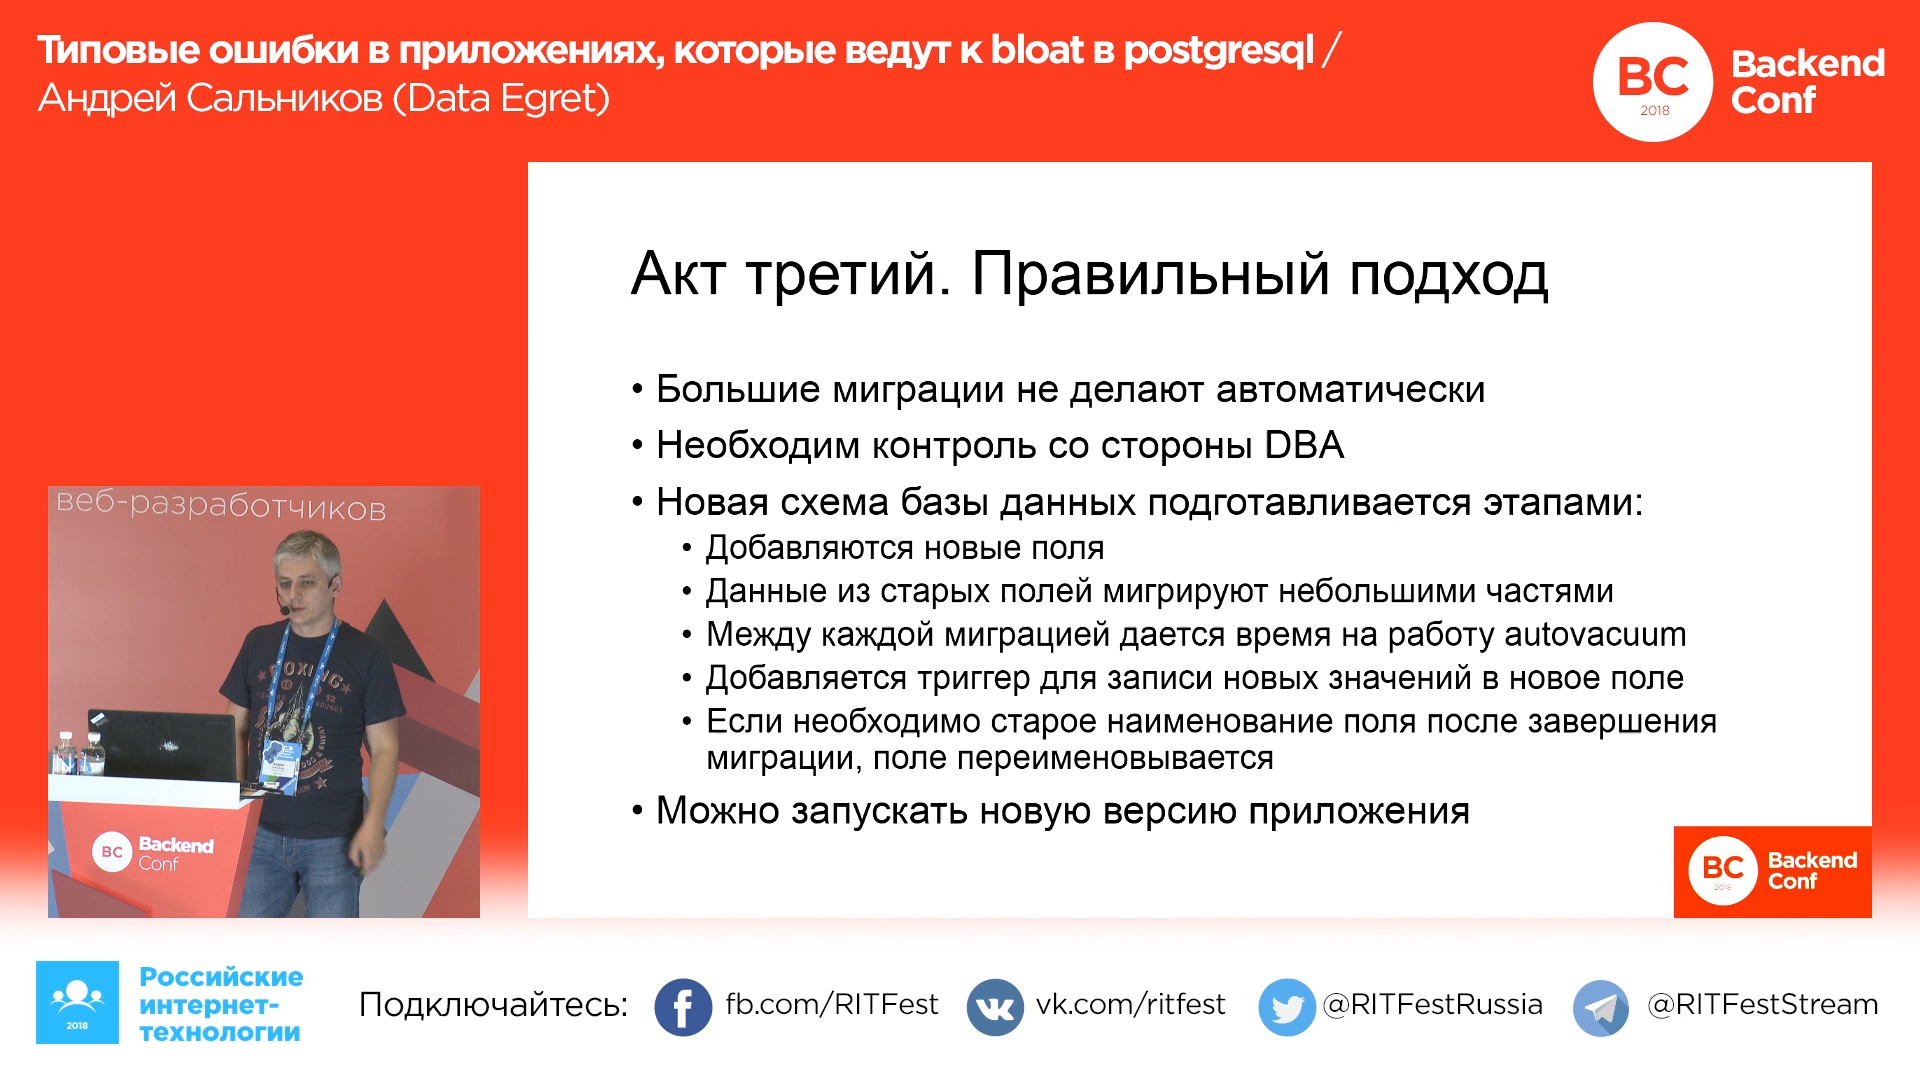 Типовые ошибки в приложениях, которые ведут к bloat в postgresql /
Андрей Сальников (Data Egret)
BC
2018
Backend
Conf
Акт третий. Правильный подход
• Большие миграции не делают автоматически
• Необходим контроль со стороны DBA
• Новая схема базы данных подготавливается этапами:
• Добавляются новые поля
• Данные из старых полей мигрируют небольшими частями
• Между каждой миграцией дается время на работу autovacuum
• Добавляется триггер для записи новых значений в новое поле
• Если необходимо старое наименование поля после завершения
миграции, поле переименовывается
• Можно запускать новую версию приложения
BC
2018
Backend
Conf
веб-разработчиков
BOXING
12
BC
Backend
Conf
2018
Российские
интернет-
технологии
Подключайтесь:
fb.com/RITFest
vk.com/ritfest
@RITFestRussia
@RITFestStream